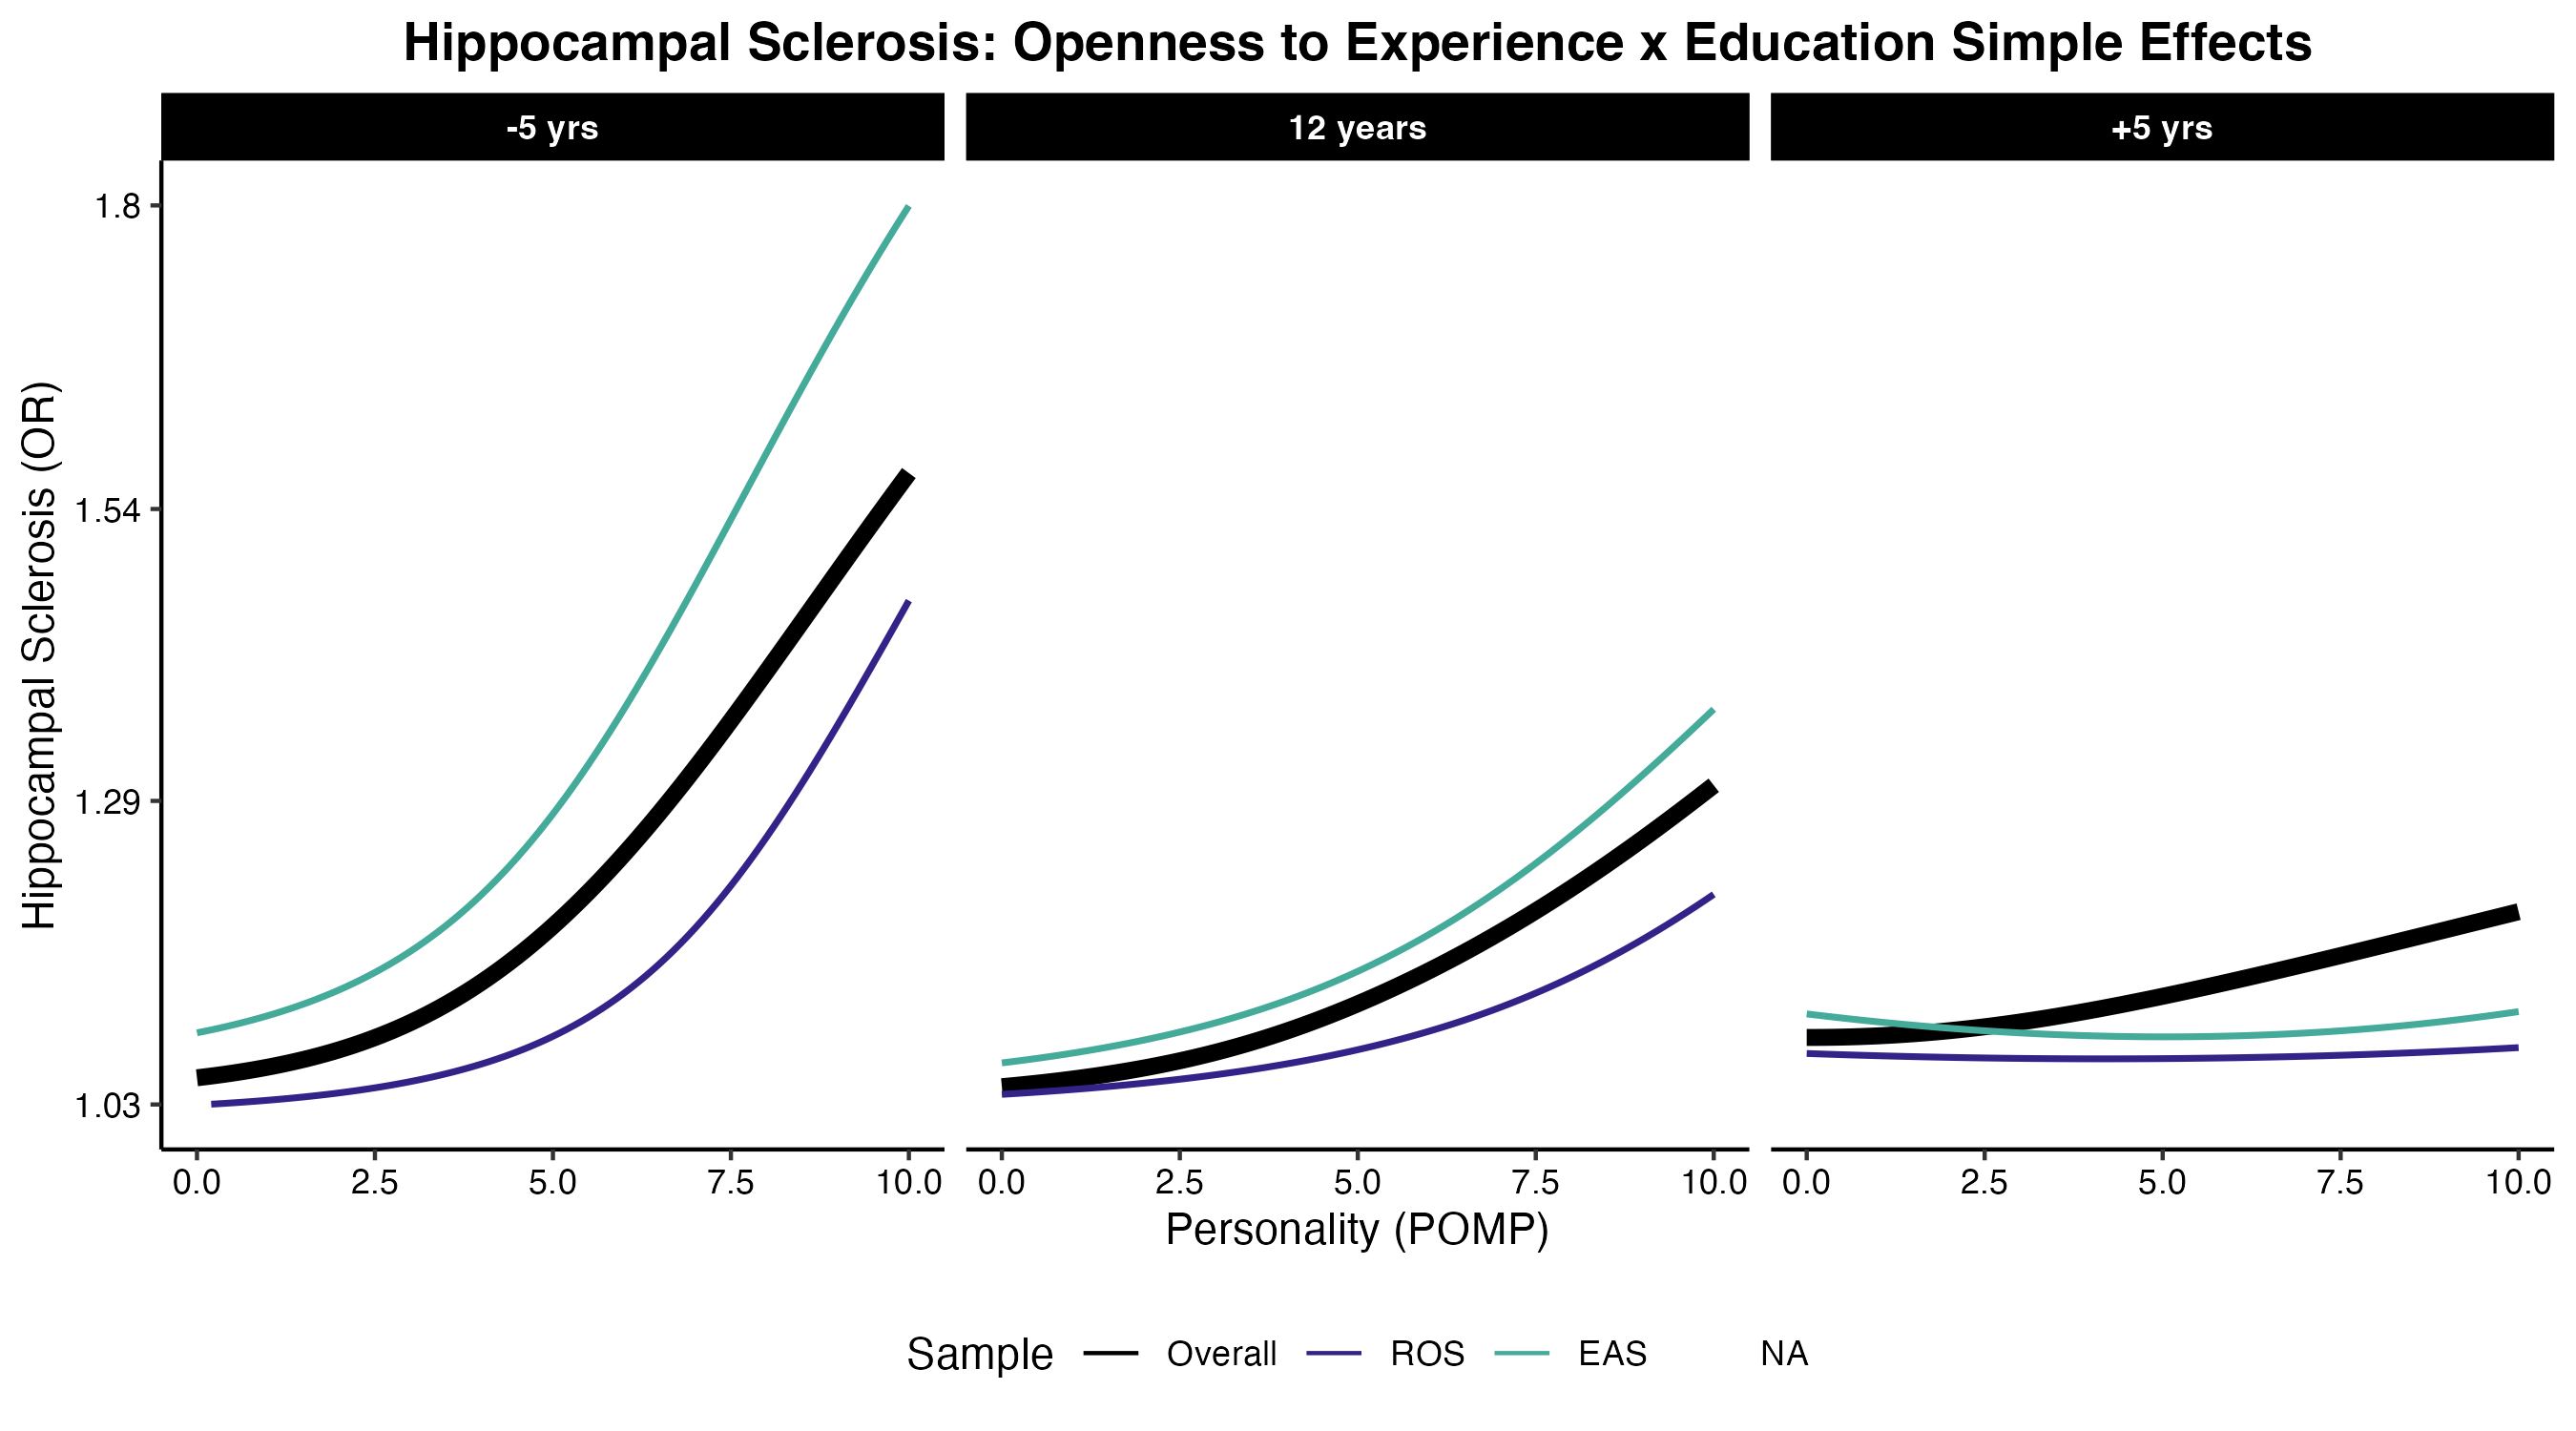 Hippocampal Sclerosis: Openness to Experience x Education Simple Effects
-5 yrs
12 years
+5 yrs
Hippocampal Sclerosis (OR)
1.8
1.54
1.29
1.03
0.0 2.5 5.0 7.5 10.0
0.0 2.5 5.0 7.5 10.0
0.0 2.5 5.0 7.5 10.0
Personality (POMP)
Sample Overall ROS EAS NA